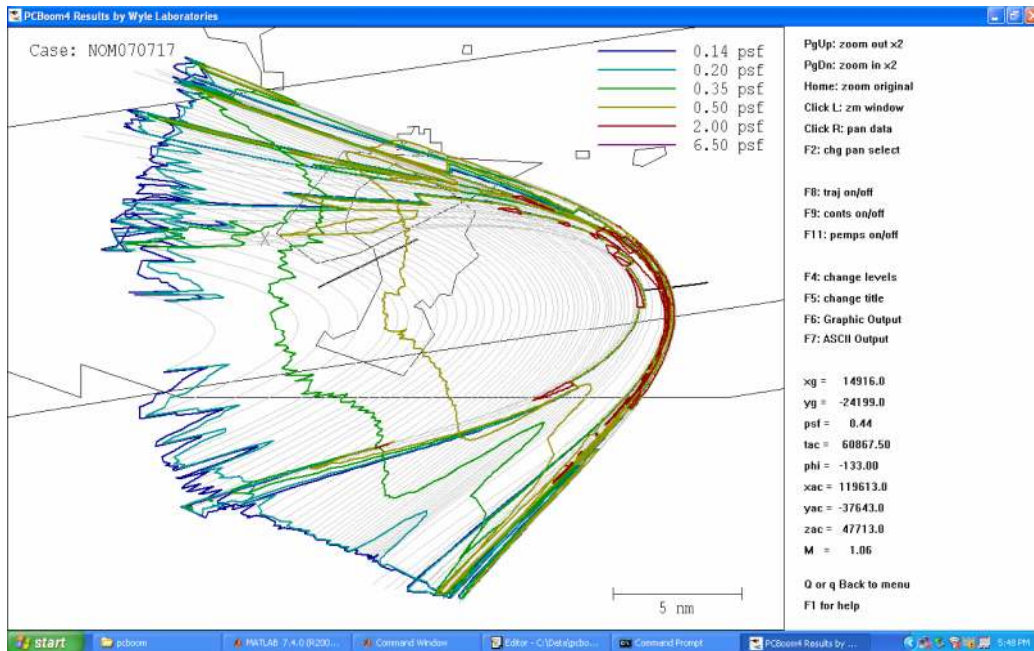 PCBoom4 Results by Wyle Laboratories
Case: NOM070717
0.14 psf
0.20 psf
0.35 psf
0.50 psf
2.00 psf
6.50 psf
5 nm
PgUp: zoom out x2
PgDn: zoom in x2
Home: zoom original
Click L: zm window
Click R: pan data
F2: chg pan select
F8: traj on/off
F9: conts on/off
F11: pemps on/off
F4: change levels
F5: change title
F6: Graphic Output
F7: ASCII Output
xg = 14916.0
yg = -24199.0
psf = 0.44
tac = 60867.50
phi = -133.00
xac = 119613.0
yac = -37643.0
zac = 47713.0
M = 1.06
Q or q Back to menu
F1 for help
start
pcboom
MATLAB 7.4.0 (R200...
Command Window
Editor - C:\Data\pcbo...
Command Prompt
PCBoom4 Results by ...
5:48 PM